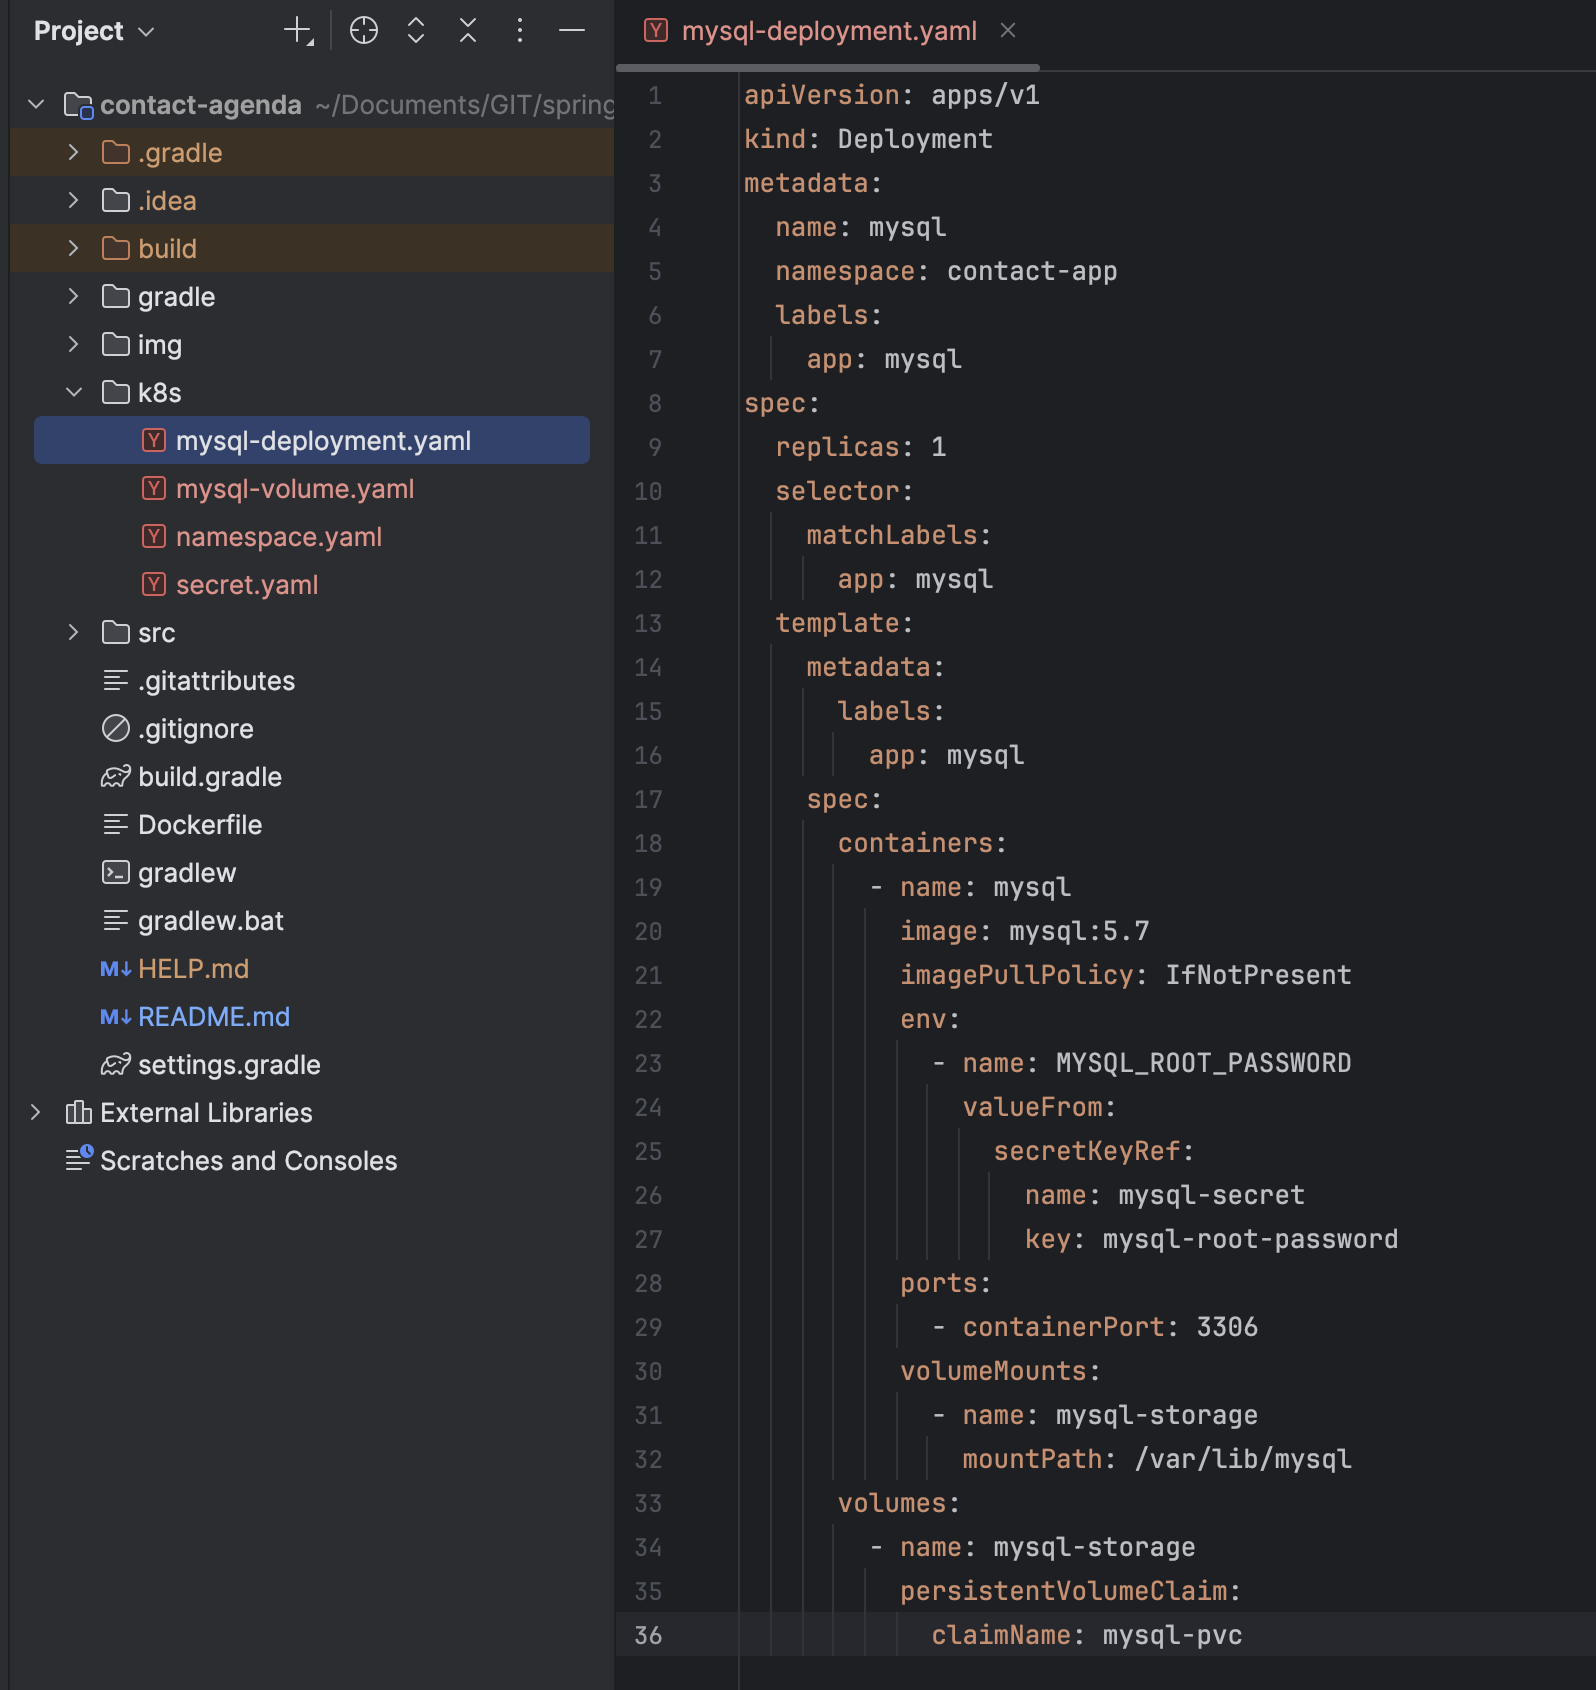 Project
contact-agenda ~/Documents/GIT/spring
.gradle
.idea
build
gradle
img
k8s
Y mysql-deployment.yaml
Y mysql-volume.yaml
Y namespace.yaml
Y secret.yaml
src
.gitattributes
.gitignore
build.gradle
Dockerfile
gradlew
gradlew.bat
M↓ HELP.md
M↓ README.md
settings.gradle
External Libraries
Scratches and Consoles
Y mysql-deployment.yaml
1 apiVersion: apps/v1
2 kind: Deployment
3 metadata:
4   name: mysql
5   namespace: contact-app
6   labels:
7     app: mysql
8 spec:
9   replicas: 1
10   selector:
11     matchLabels:
12       app: mysql
13   template:
14     metadata:
15       labels:
16         app: mysql
17     spec:
18       containers:
19         - name: mysql
20           image: mysql:5.7
21           imagePullPolicy: IfNotPresent
22           env:
23             - name: MYSQL_ROOT_PASSWORD
24               valueFrom:
25                 secretKeyRef:
26                   name: mysql-secret
27                   key: mysql-root-password
28           ports:
29             - containerPort: 3306
30           volumeMounts:
31             - name: mysql-storage
32               mountPath: /var/lib/mysql
33       volumes:
34         - name: mysql-storage
35           persistentVolumeClaim:
36             claimName: mysql-pvc